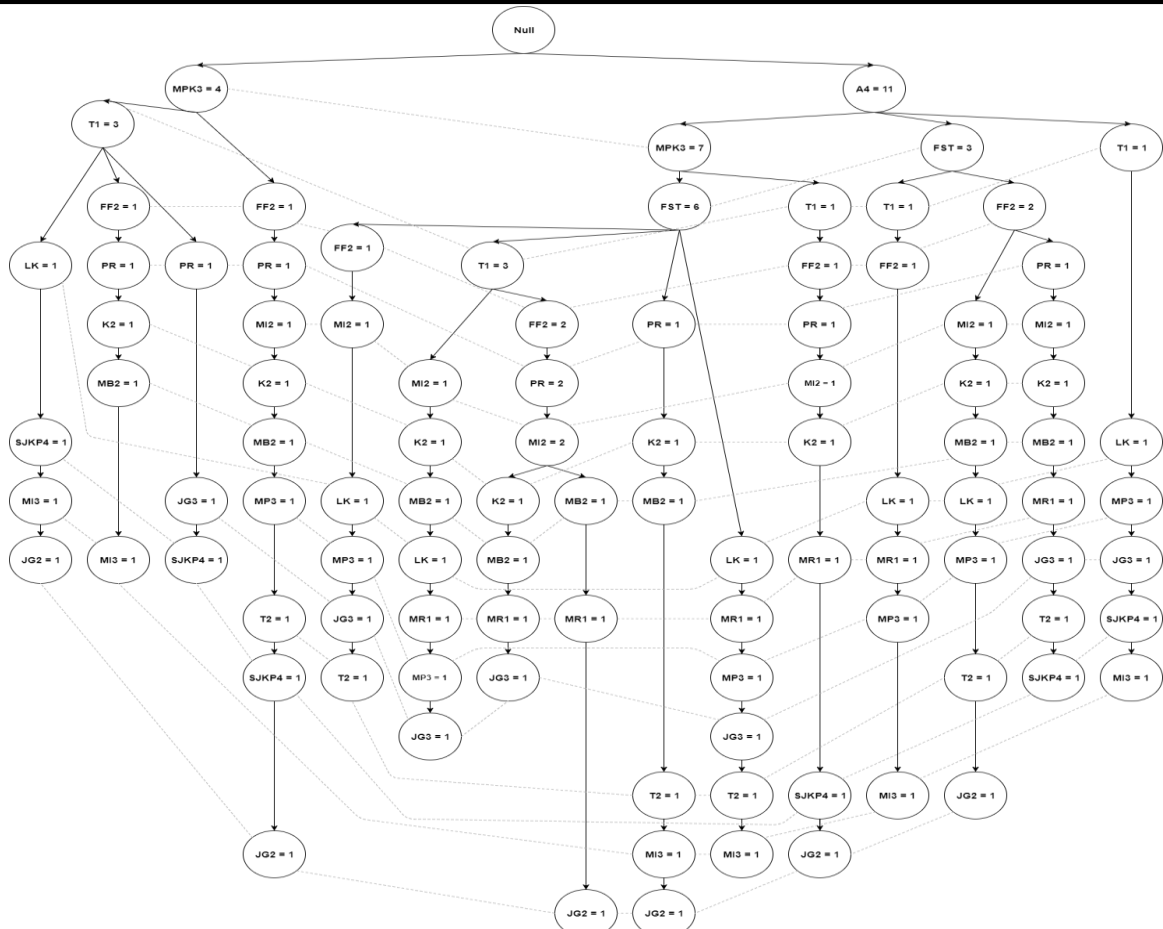 Null
MPK3 = 4
A4 = 11
T1 = 3
MPK3 = 7
FST = 3
T1 = 1
FF2 = 1
FF2 = 1
FST = 6
T1 = 1
T1 = 1
FF2 = 2
FF2 = 1
LK = 1
PR = 1
PR = 1
PR = 1
T1 = 3
FF2 = 1
FF2 = 1
PR = 1
K2 = 1
MI2 = 1
MI2 = 1
FF2 = 2
PR = 1
PR = 1
MI2 = 1
MI2 = 1
MB2 = 1
K2 = 1
MI2 = 1
PR = 2
MI2 = 1
K2 = 1
K2 = 1
SJKP4 = 1
MB2 = 1
K2 = 1
MI2 = 2
K2 = 1
K2 = 1
MB2 = 1
MB2 = 1
LK = 1
MI3 = 1
JG3 = 1
MP3 = 1
LK = 1
MB2 = 1
K2 = 1
MB2 = 1
MB2 = 1
LK = 1
LK = 1
MR1 = 1
MP3 = 1
JG2 = 1
MI3 = 1
SJKP4 = 1
MP3 = 1
LK = 1
MB2 = 1
LK = 1
MR1 = 1
MR1 = 1
MP3 = 1
JG3 = 1
JG3 = 1
T2 = 1
JG3 = 1
MR1 = 1
MR1 = 1
MR1 = 1
MR1 = 1
MP3 = 1
T2 = 1
SJKP4 = 1
SJKP4 = 1
T2 = 1
MP3 = 1
JG3 = 1
MP3 = 1
T2 = 1
SJKP4 = 1
MI3 = 1
JG3 = 1
JG3 = 1
T2 = 1
T2 = 1
SJKP4 = 1
MI3 = 1
JG2 = 1
JG2 = 1
MI3 = 1
MI3 = 1
JG2 = 1
JG2 = 1
JG2 = 1